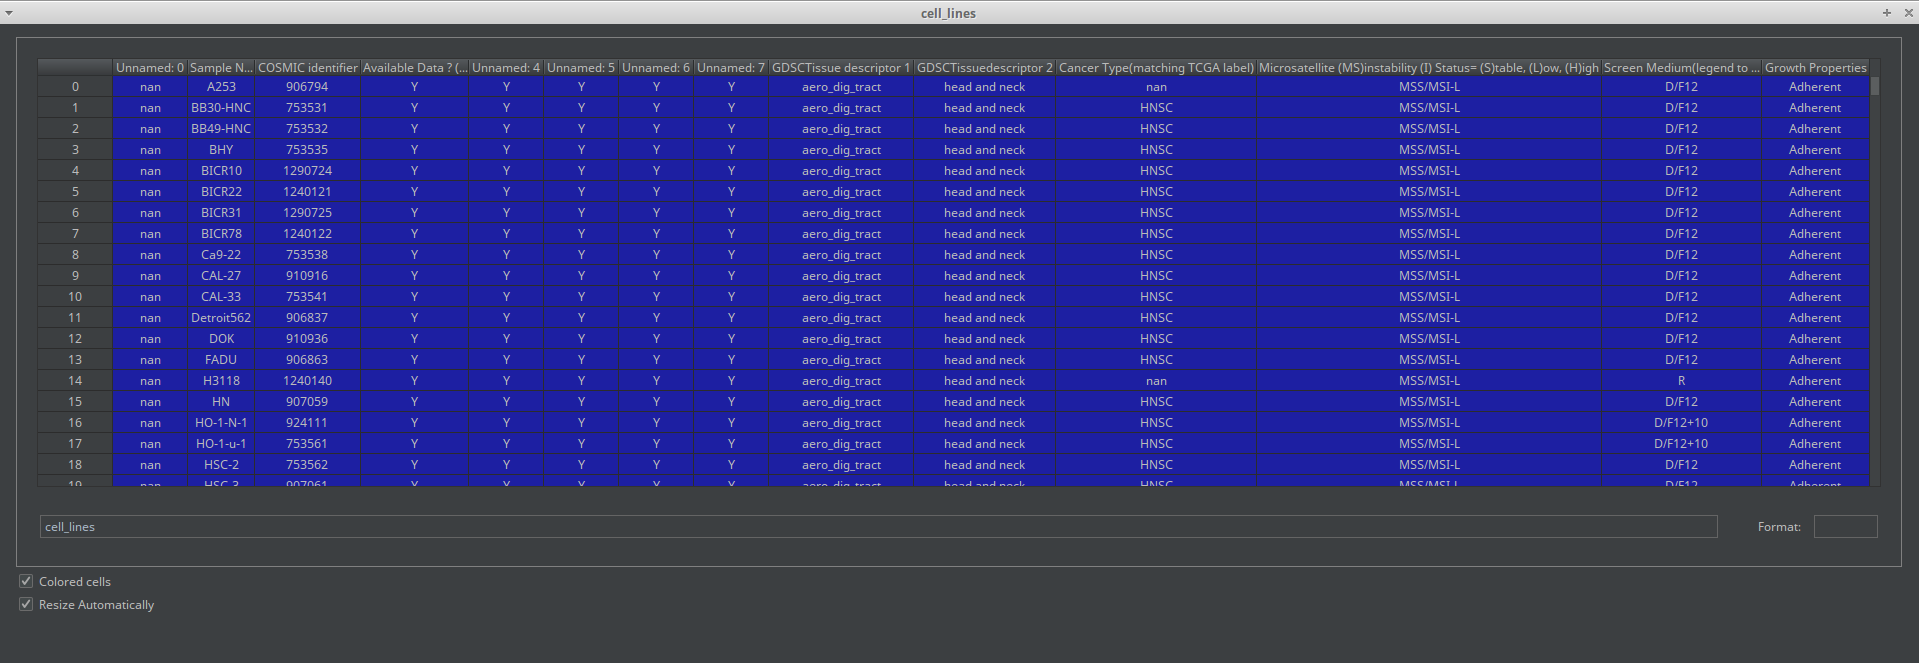 cell_lines
Unnamed: 0 Sample N... COSMIC identifier Available Data ? (... Unnamed: 4 Unnamed: 5 Unnamed: 6 Unnamed: 7 GDSCTissue descriptor 1 GDSCTissuedescriptor 2 Cancer Type(matching TCGA label) Microsatellite (MS)instability (I) Status= (S)table, (L)ow, (H)igh Screen Medium(legend to ... Growth Properties
0 nan A253 906794 Y Y Y Y Y aero_dig_tract head and neck nan MSS/MSI-L D/F12 Adherent
1 nan BB30-HNC 753531 Y Y Y Y Y aero_dig_tract head and neck HNSC MSS/MSI-L D/F12 Adherent
2 nan BB49-HNC 753532 Y Y Y Y Y aero_dig_tract head and neck HNSC MSS/MSI-L D/F12 Adherent
3 nan BHY 753535 Y Y Y Y Y aero_dig_tract head and neck HNSC MSS/MSI-L D/F12 Adherent
4 nan BICR10 1290724 Y Y Y Y Y aero_dig_tract head and neck HNSC MSS/MSI-L D/F12 Adherent
5 nan BICR22 1240121 Y Y Y Y Y aero_dig_tract head and neck HNSC MSS/MSI-L D/F12 Adherent
6 nan BICR31 1290725 Y Y Y Y Y aero_dig_tract head and neck HNSC MSS/MSI-L D/F12 Adherent
7 nan BICR78 1240122 Y Y Y Y Y aero_dig_tract head and neck HNSC MSS/MSI-L D/F12 Adherent
8 nan Ca9-22 753538 Y Y Y Y Y aero_dig_tract head and neck HNSC MSS/MSI-L D/F12 Adherent
9 nan CAL-27 910916 Y Y Y Y Y aero_dig_tract head and neck HNSC MSS/MSI-L D/F12 Adherent
10 nan CAL-33 753541 Y Y Y Y Y aero_dig_tract head and neck HNSC MSS/MSI-L D/F12 Adherent
11 nan Detroit562 906837 Y Y Y Y Y aero_dig_tract head and neck HNSC MSS/MSI-L D/F12 Adherent
12 nan DOK 910936 Y Y Y Y Y aero_dig_tract head and neck HNSC MSS/MSI-L D/F12 Adherent
13 nan FADU 906863 Y Y Y Y Y aero_dig_tract head and neck HNSC MSS/MSI-L D/F12 Adherent
14 nan H3118 1240140 Y Y Y Y Y aero_dig_tract head and neck nan MSS/MSI-L R Adherent
15 nan HN 907059 Y Y Y Y Y aero_dig_tract head and neck HNSC MSS/MSI-L D/F12 Adherent
16 nan HO-1-N-1 924111 Y Y Y Y Y aero_dig_tract head and neck HNSC MSS/MSI-L D/F12+10 Adherent
17 nan HO-1-u-1 753561 Y Y Y Y Y aero_dig_tract head and neck HNSC MSS/MSI-L D/F12+10 Adherent
18 nan HSC-2 753562 Y Y Y Y Y aero_dig_tract head and neck HNSC MSS/MSI-L D/F12 Adherent
19 nan HSC-3 907061 Y Y Y Y Y aero_dig_tract head and neck HNSC MSS/MSI-L D/F12 Adherent
cell_lines Format:
Colored cells
Resize Automatically